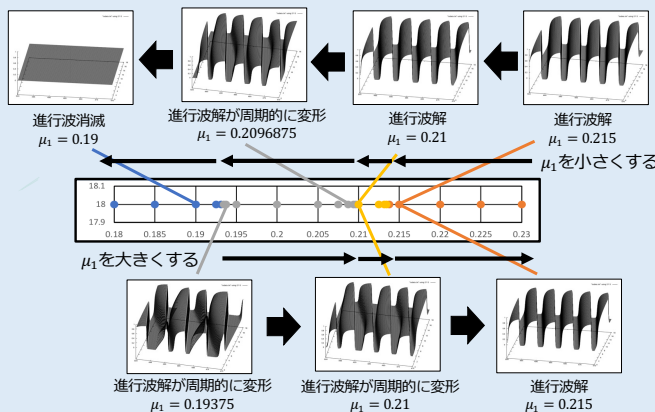 進行波消滅
𝜇₁ = 0.19
進行波解が周期的に変形
𝜇₁ = 0.2096875
進行波解
𝜇₁ = 0.21
進行波解
𝜇₁ = 0.215
𝜇₁を小さくする
18.1
18
17.9
0.18 0.185 0.19 0.195 0.2 0.205 0.21 0.215 0.22 0.225 0.23
𝜇₁を大きくする
進行波解が周期的に変形
𝜇₁ = 0.19375
進行波解が周期的に変形
𝜇₁ = 0.21
進行波解
𝜇₁ = 0.215